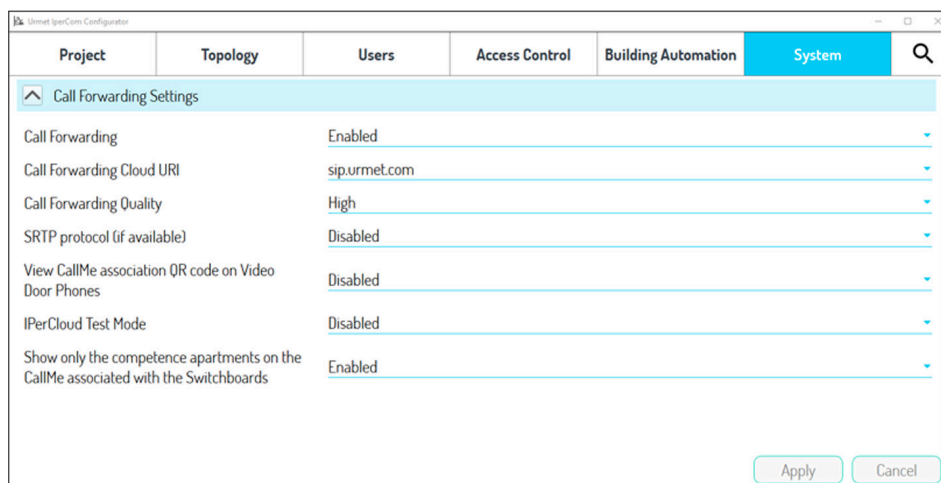 Urmet IperCom Configurator
Project Topology Users Access Control Building Automation System
Call Forwarding Settings
Call Forwarding Enabled
Call Forwarding Cloud URI sip.urmet.com
Call Forwarding Quality High
SRTP protocol (if available) Disabled
View CallMe association QR code on Video
Door Phones Disabled
IPerCloud Test Mode Disabled
Show only the competence apartments on the
CallMe associated with the Switchboards Enabled
Apply Cancel